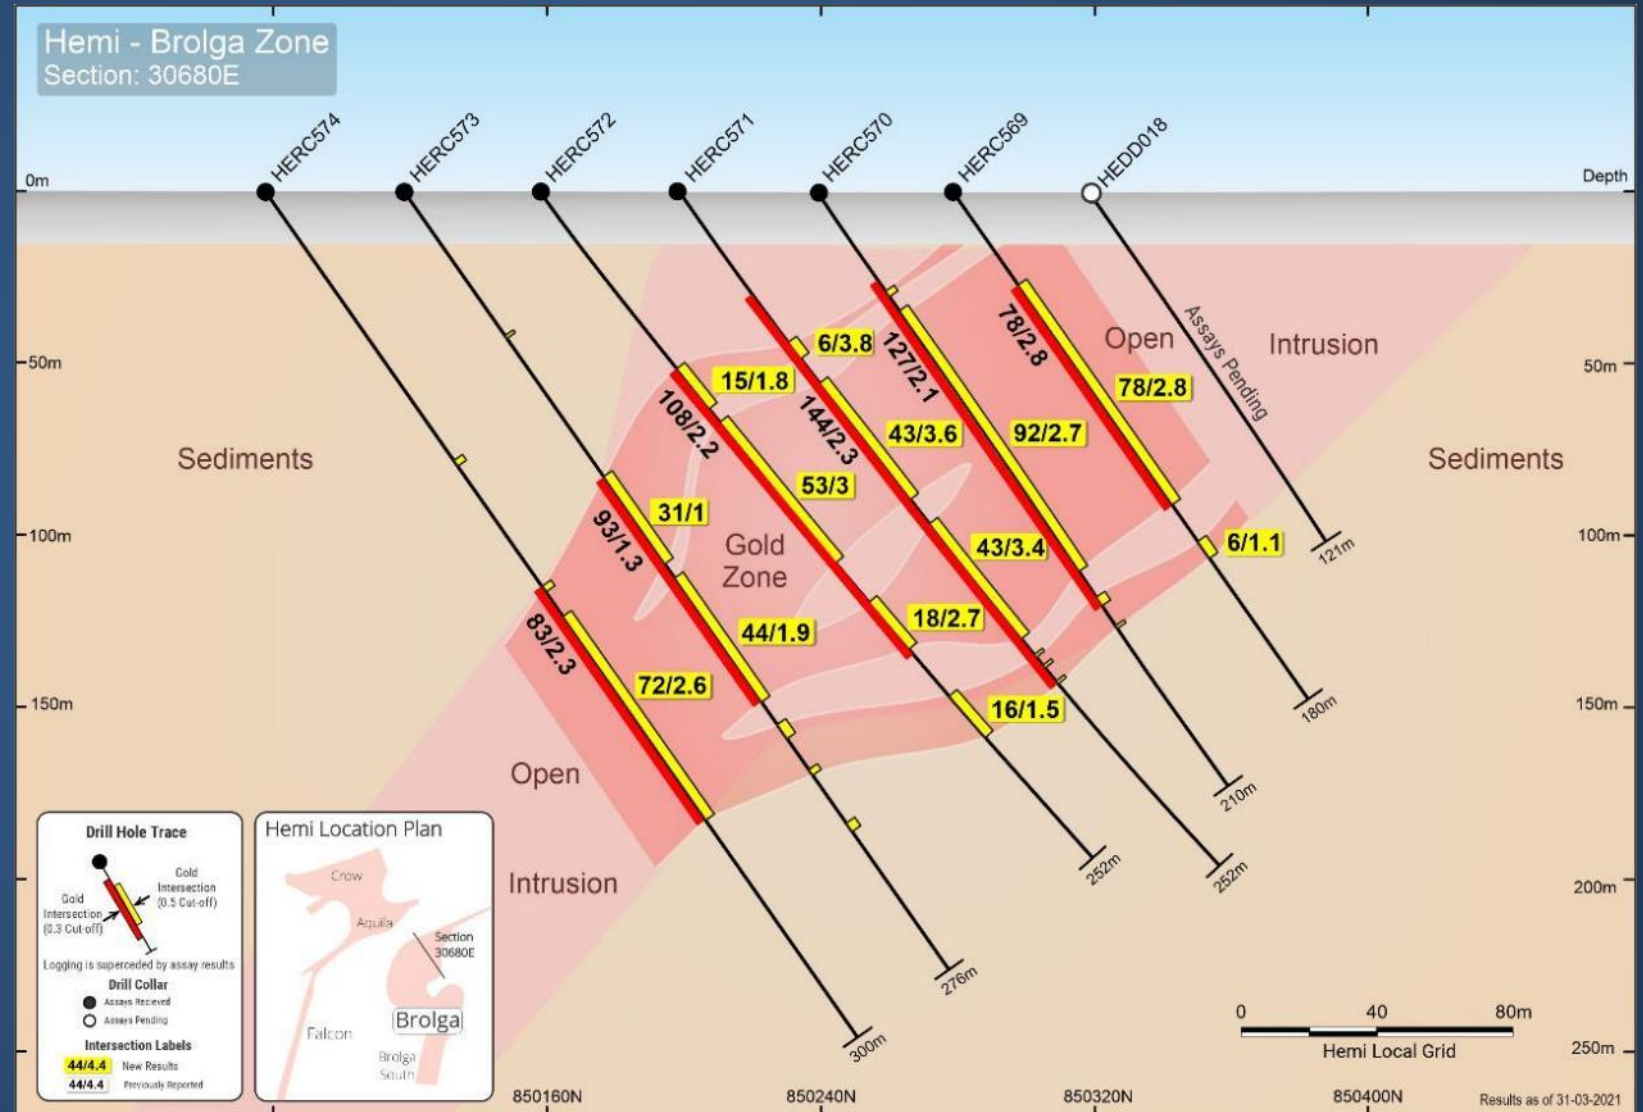 Hemi - Brolga Zone
Section: 30680E
HERC574
HERC573
HERC572
HERC571
HERC570
HERC569
HEDD018
0m
Depth
50m
50m
100m
100m
150m
150m
200m
250m
Sediments
Sediments
Open
Intrusion
Assays Pending
Gold
Zone
Open
Intrusion
6/3.8
15/1.8
43/3.6
92/2.7
78/2.8
78/2.8
127/2.1
144/2.3
108/2.2
53/3
31/1
93/1.3
43/3.4
6/1.1
18/2.7
44/1.9
83/2.3
72/2.6
16/1.5
121m
180m
210m
252m
252m
276m
300m
Drill Hole Trace
Gold
Intersection
(0.5 Cut-off)
Gold
Intersection
(0.3 Cut-off)
Logging is superceded by assay results
Drill Collar
Assays Recieved
Assays Pending
Intersection Labels
44/4.4 New Results
44/4.4 Previously Reported
Hemi Location Plan
Crow
Aquila
Section
30680E
Brolga
Falcon
Brolga
South
0 40 80m
Hemi Local Grid
850160N
850240N
850320N
850400N
Results as of 31-03-2021